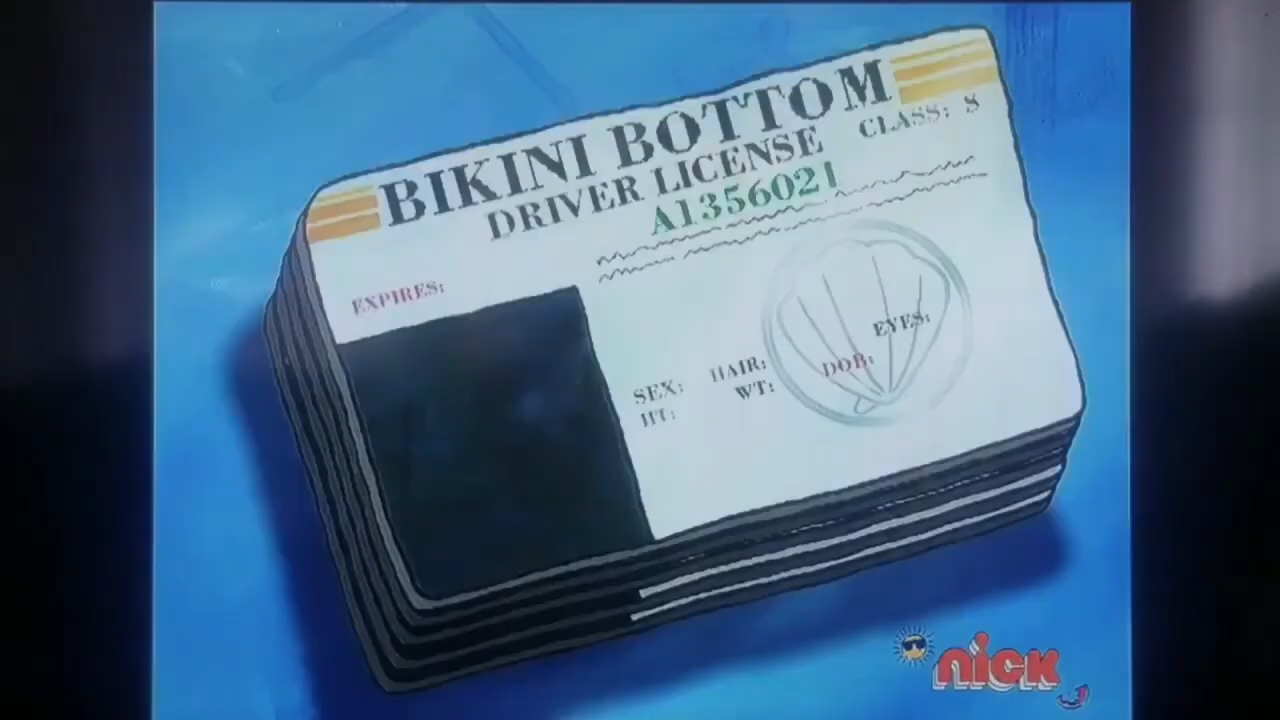 BIKINI BOTTOM
DRIVER LICENSE
CLASS: S
A1356021
EXPIRES:
EYES:
SEX: HAIR: DOB:
HT: WT:
nick